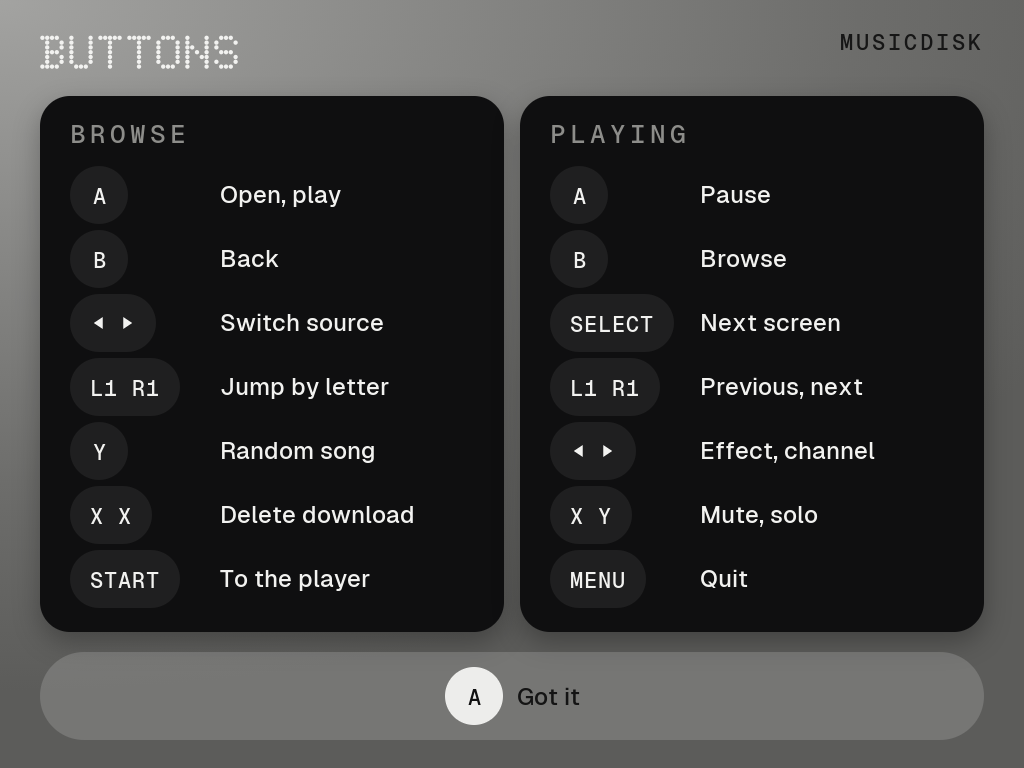 BUTTONS
MUSICDISK
BROWSE
A Open, play
B Back
◀ ▶ Switch source
L1 R1 Jump by letter
Y Random song
X X Delete download
START To the player
PLAYING
A Pause
B Browse
SELECT Next screen
L1 R1 Previous, next
◀ ▶ Effect, channel
X Y Mute, solo
MENU Quit
A Got it